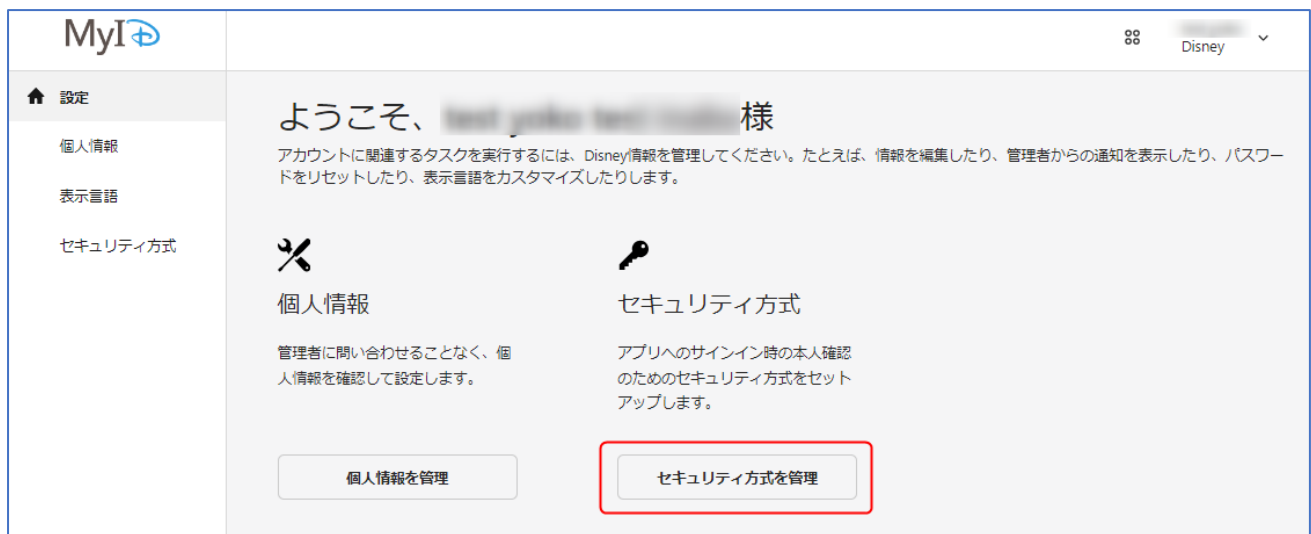 MyID
Disney
設定
個人情報
表示言語
セキュリティ方式
ようこそ、 様
アカウントに関連するタスクを実行するには、Disney情報を管理してください。たとえば、情報を編集したり、管理者からの通知を表示したり、パスワー
ドをリセットしたり、表示言語をカスタマイズしたりします。
個人情報
管理者に問い合わせることなく、個
人情報を確認して設定します。
個人情報を管理
セキュリティ方式
アプリへのサインイン時の本人確認
のためのセキュリティ方式をセット
アップします。
セキュリティ方式を管理